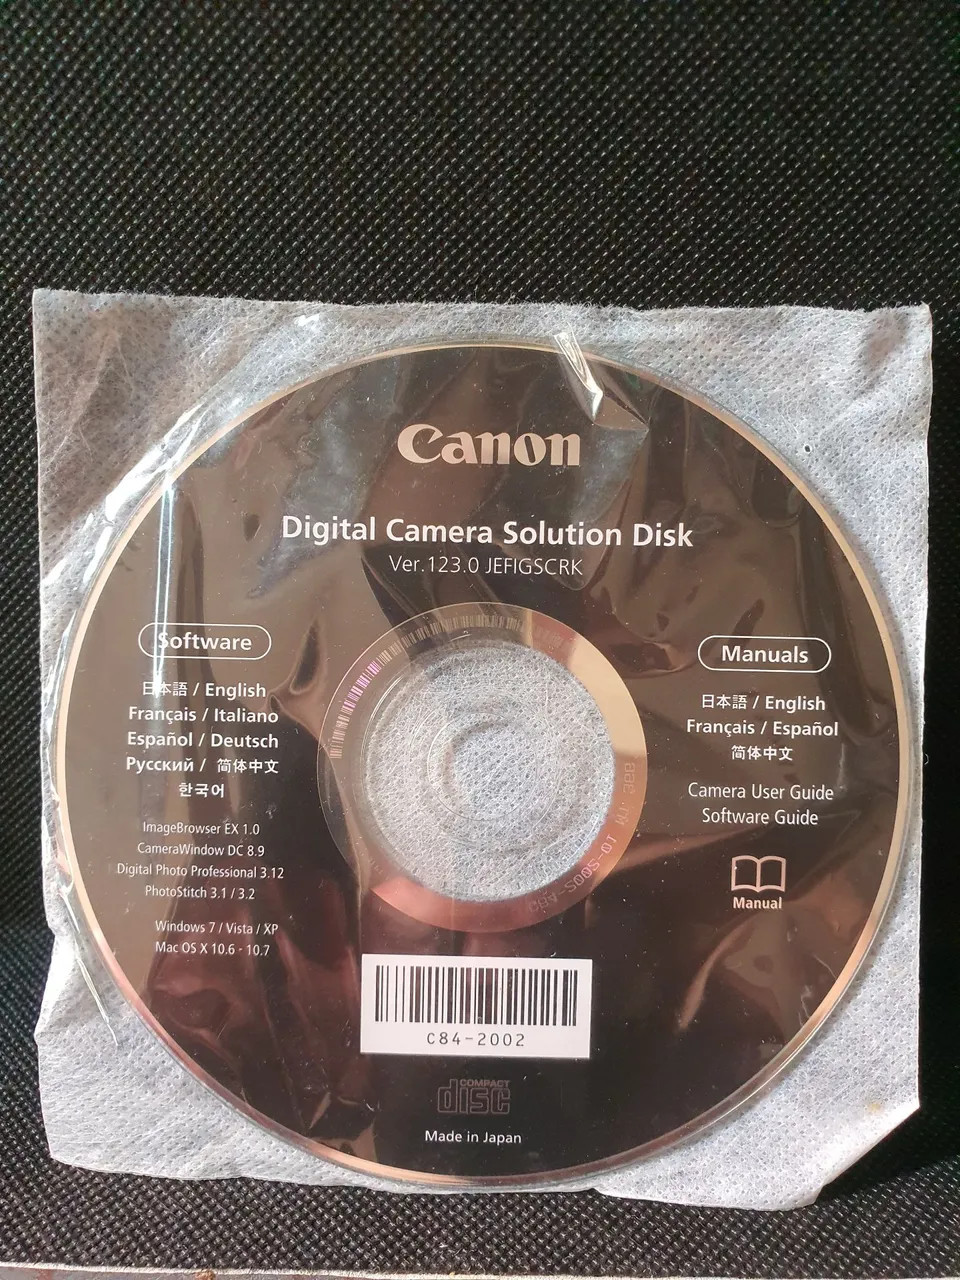 Canon
Digital Camera Solution Disk
Ver.123.0 JEFIGSCRK
Software
日本語 / English
Français / Italiano
Español / Deutsch
Русский / 简体中文
한국어
ImageBrowser EX 1.0
CameraWindow DC 8.9
Digital Photo Professional 3.12
PhotoStitch 3.1 / 3.2
Windows 7 / Vista / XP
Mac OS X 10.6 - 10.7
Manuals
日本語 / English
Français / Español
简体中文
Camera User Guide
Software Guide
Manual
C84-2002
COMPACT
disc
Made in Japan